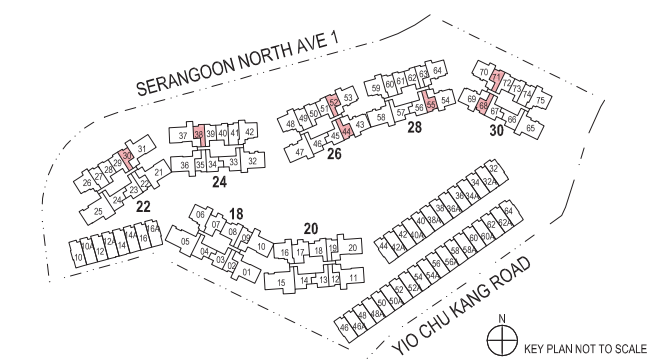 SERANGOON NORTH AVE 1
48 49 50 51 52 53
47 46 45 44 43
26
59 60 61 62 63 64
58 57 56 55 54
28
70 71 72 73 74 75
69 68 67 66 65
30
37 38 39 40 41 42
36 35 34 33 32
24
26 27 28 29 30 31
25 24 23 22 21
22
10 10A 12 12A 14 14A 16 16A
18
06 07 08 09 10
05 04 03 02 01
20
16 17 18 19 20
15 14 13 12 11
44 42A 42 40A 40 38A 38 36A 36 34A 34 32A 32
46 46A 48 48A 50 50A 52 52A 54 54A 56 56A 58 58A 60 60A 62 62A 64
YIO CHU KANG ROAD
N
KEY PLAN NOT TO SCALE